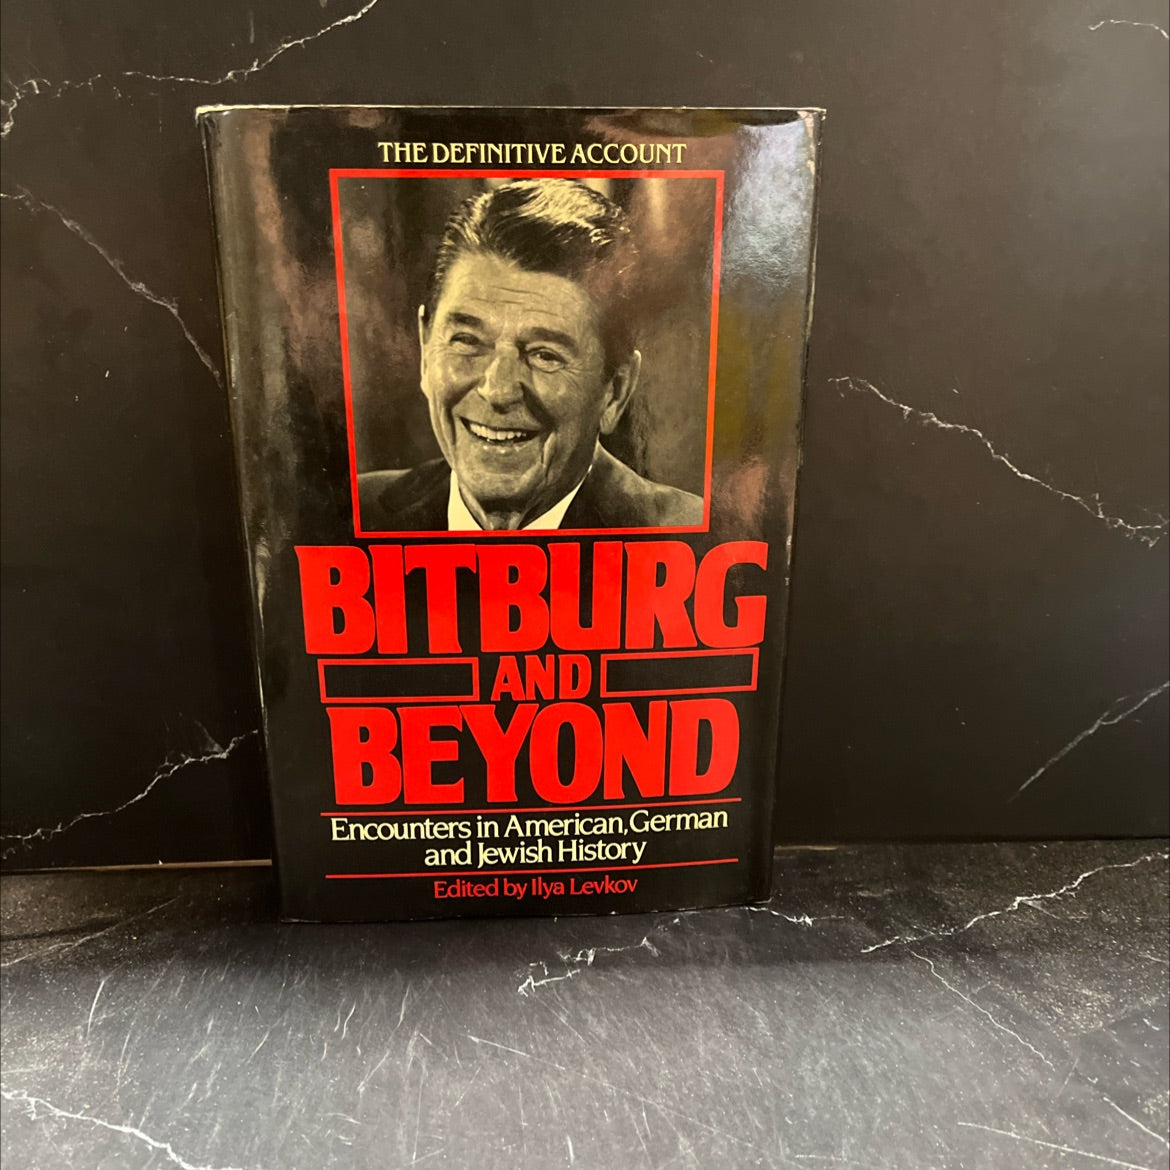 THE DEFINITIVE ACCOUNT
BITBURG
AND
BEYOND
Encounters in American, German
and Jewish History
Edited by Ilya Levkov